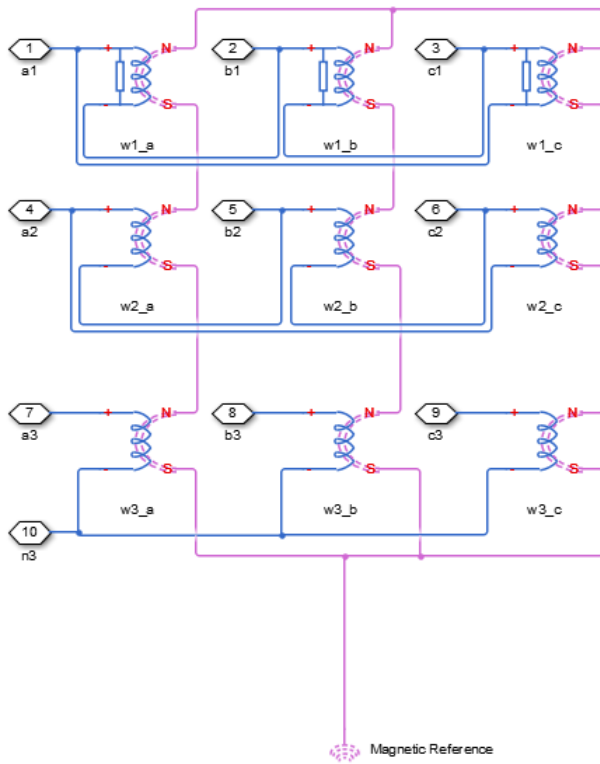 1 + N 2 + N 3 + N
a1 b1 c1
- S - S - S
w1_a w1_b w1_c
4 + N 5 + N 6 + N
a2 b2 c2
- S - S - S
w2_a w2_b w2_c
7 + N 8 + N 9 + N
a3 b3 c3
- S - S - S
w3_a w3_b w3_c
10
n3
Magnetic Reference